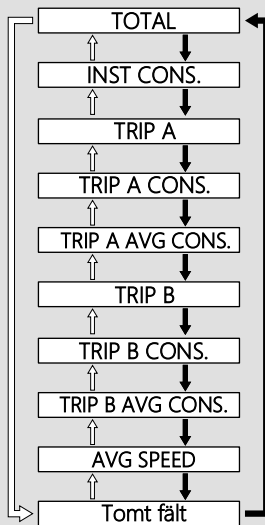 TOTAL
INST CONS.
TRIP A
TRIP A CONS.
TRIP A AVG CONS.
TRIP B
TRIP B CONS.
TRIP B AVG CONS.
AVG SPEED
Tomt fält